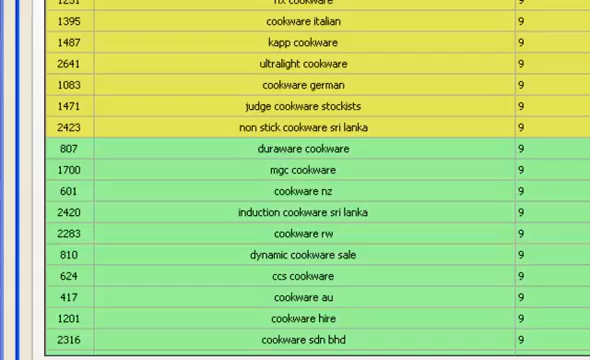 cookware 9
1395 cookware italian 9
1487 kapp cookware 9
2641 ultralight cookware 9
1083 cookware german 9
1471 judge cookware stockists 9
2423 non stick cookware sri lanka 9
807 duraware cookware 9
1700 mgc cookware 9
601 cookware nz 9
2420 induction cookware sri lanka 9
2283 cookware rw 9
810 dynamic cookware sale 9
624 ccs cookware 9
417 cookware au 9
1201 cookware hire 9
2316 cookware sdn bhd 9